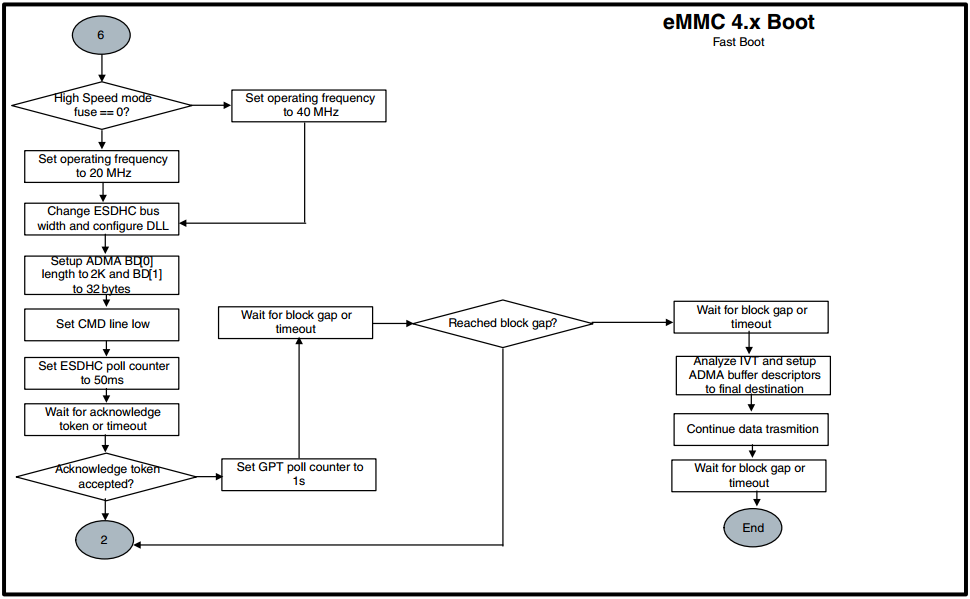 eMMC 4.x Boot
Fast Boot
6
High Speed mode
fuse == 0?
Set operating frequency
to 40 MHz
Set operating frequency
to 20 MHz
Change ESDHC bus
width and configure DLL
Setup ADMA BD[0]
length to 2K and BD[1]
to 32 bytes
Set CMD line low
Set ESDHC poll counter
to 50ms
Wait for acknowledge
token or timeout
Acknowledge token
accepted?
2
Set GPT poll counter to
1s
Wait for block gap or
timeout
Reached block gap?
Wait for block gap or
timeout
Analyze IVT and setup
ADMA buffer descriptors
to final destination
Continue data trasmition
Wait for block gap or
timeout
End